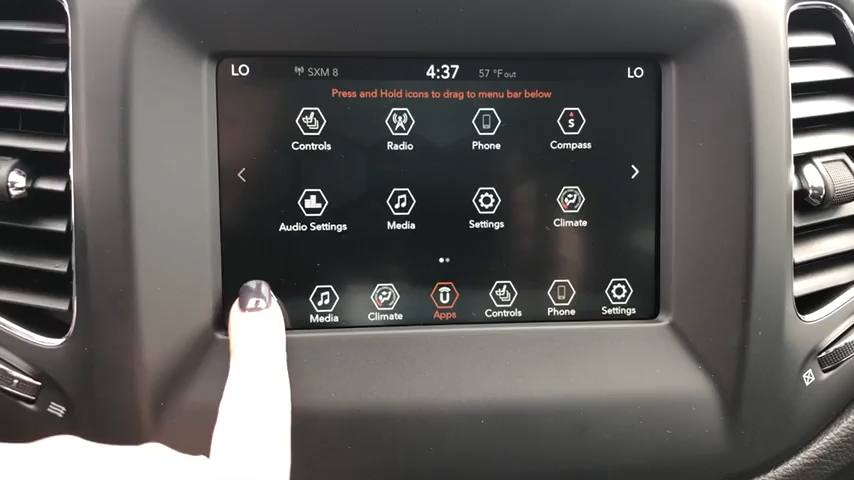 LO SXM 8 4:37 57 °F out LO
Press and Hold icons to drag to menu bar below
Controls Radio Phone Compass
S
Audio Settings Media Settings Climate
Media Climate Apps Controls Phone Settings